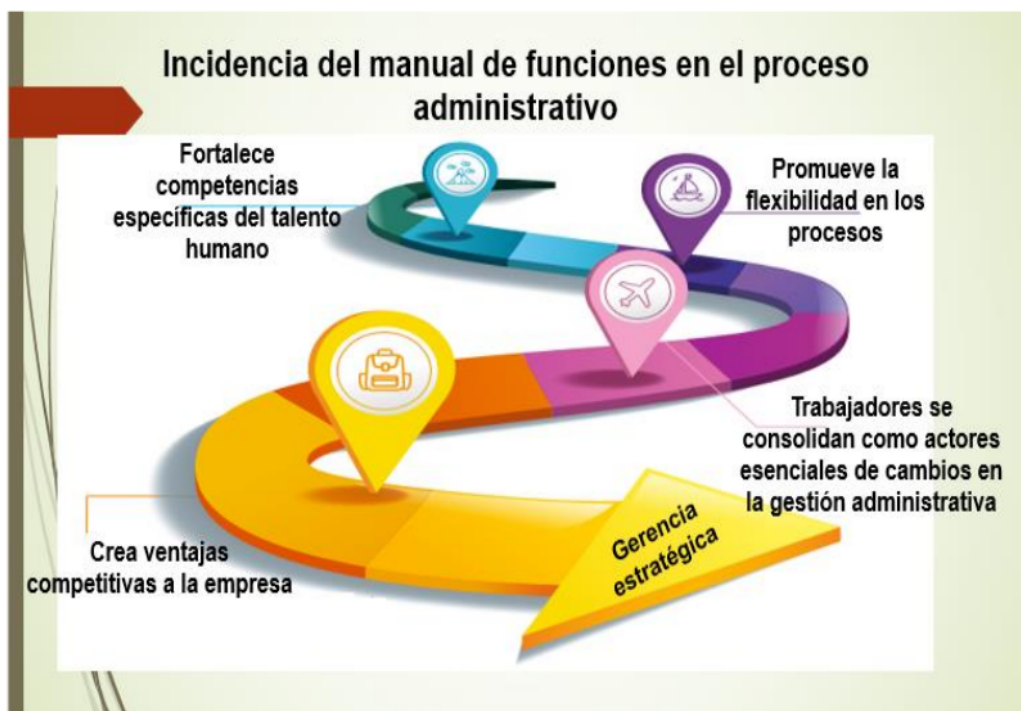 Incidencia del manual de funciones en el proceso
administrativo
Fortalece
competencias
específicas del talento
humano
Promueve la
flexibilidad en los
procesos
Trabajadores se
consolidan como actores
esenciales de cambios en
la gestión administrativa
Crea ventajas
competitivas a la empresa
Gerencia
estratégica